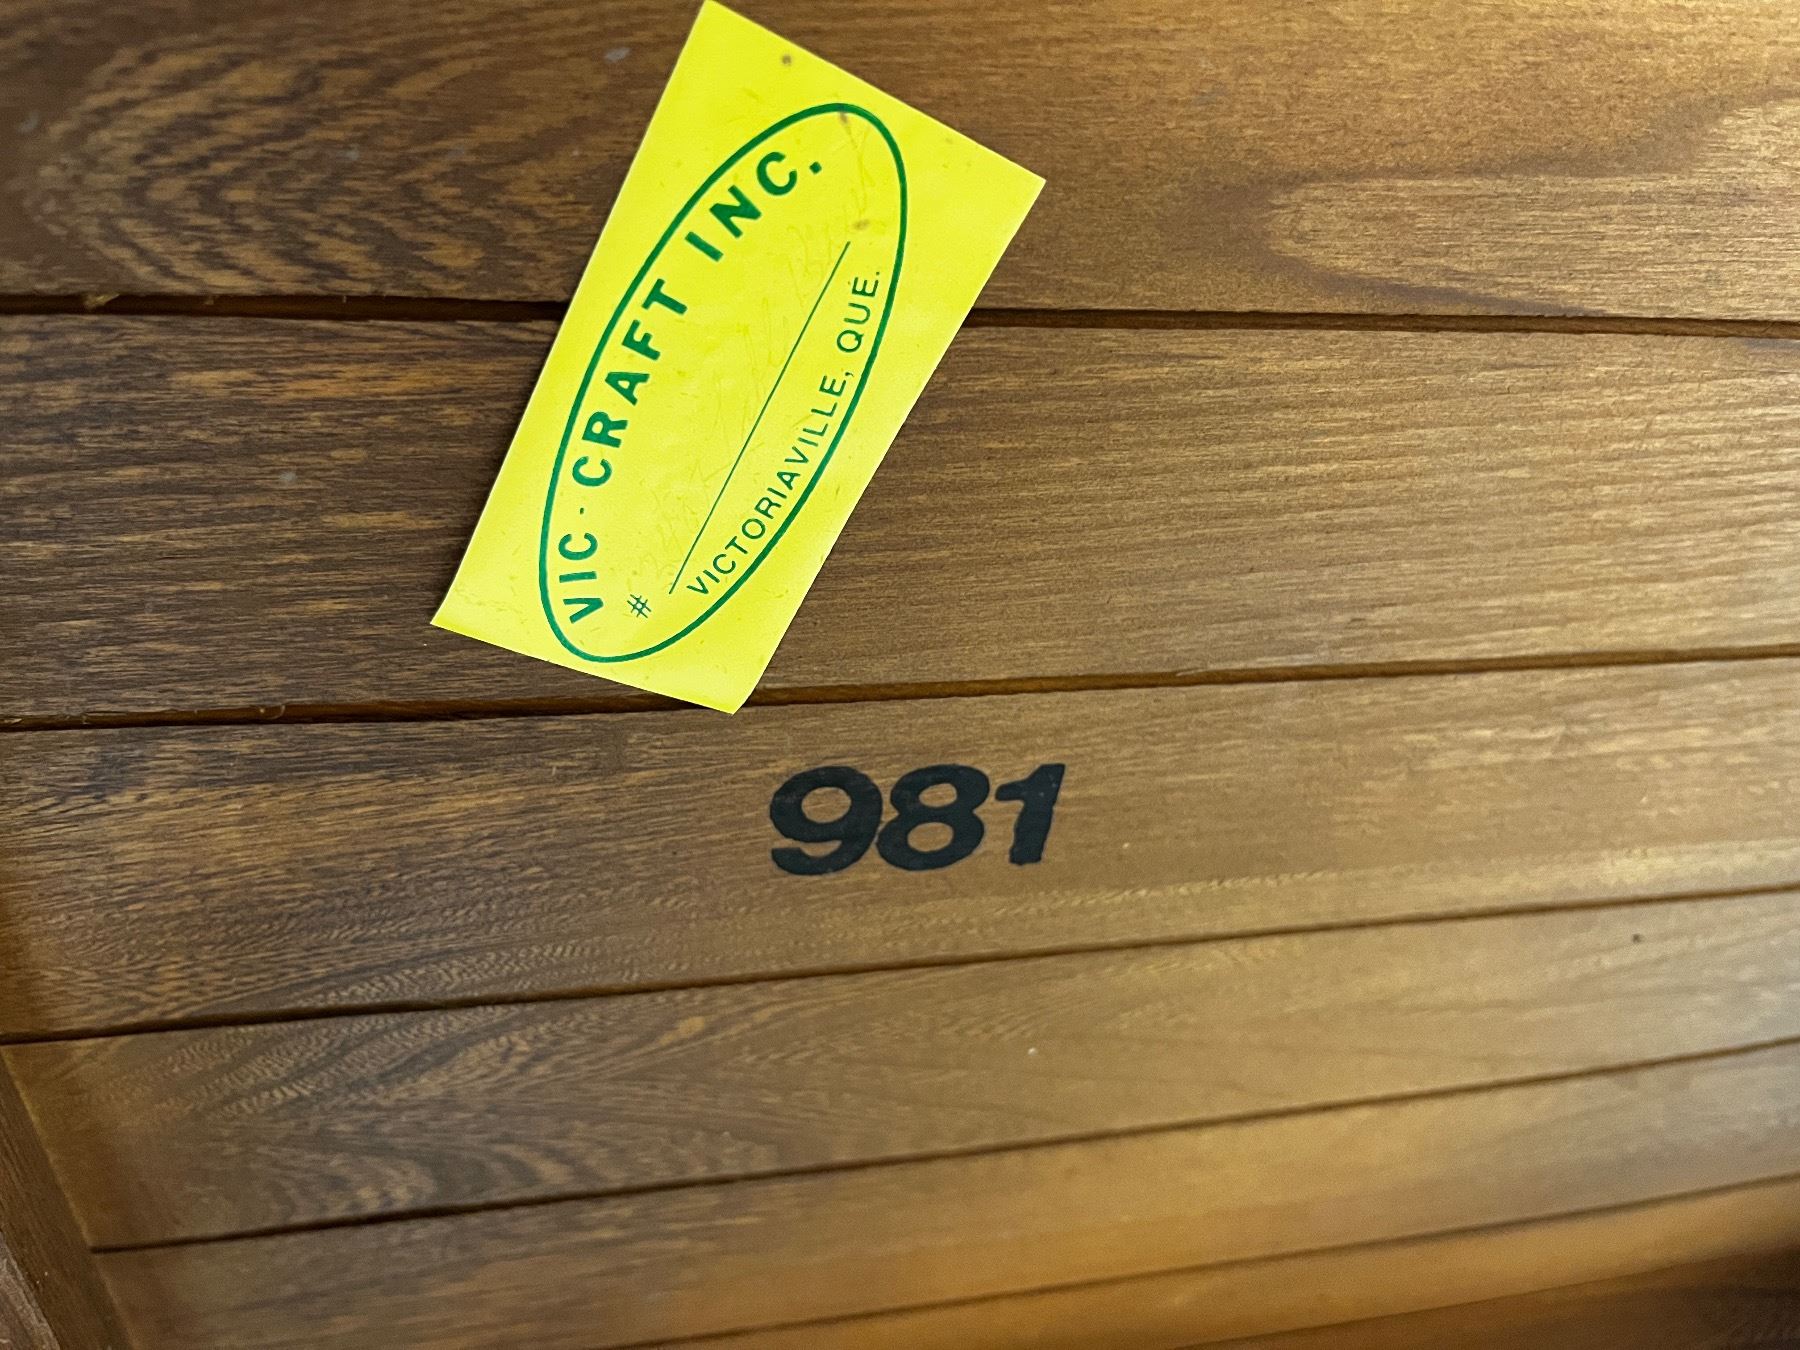 VIC·CRAFT INC.
#
VICTORIAVILLE, QUE.
981